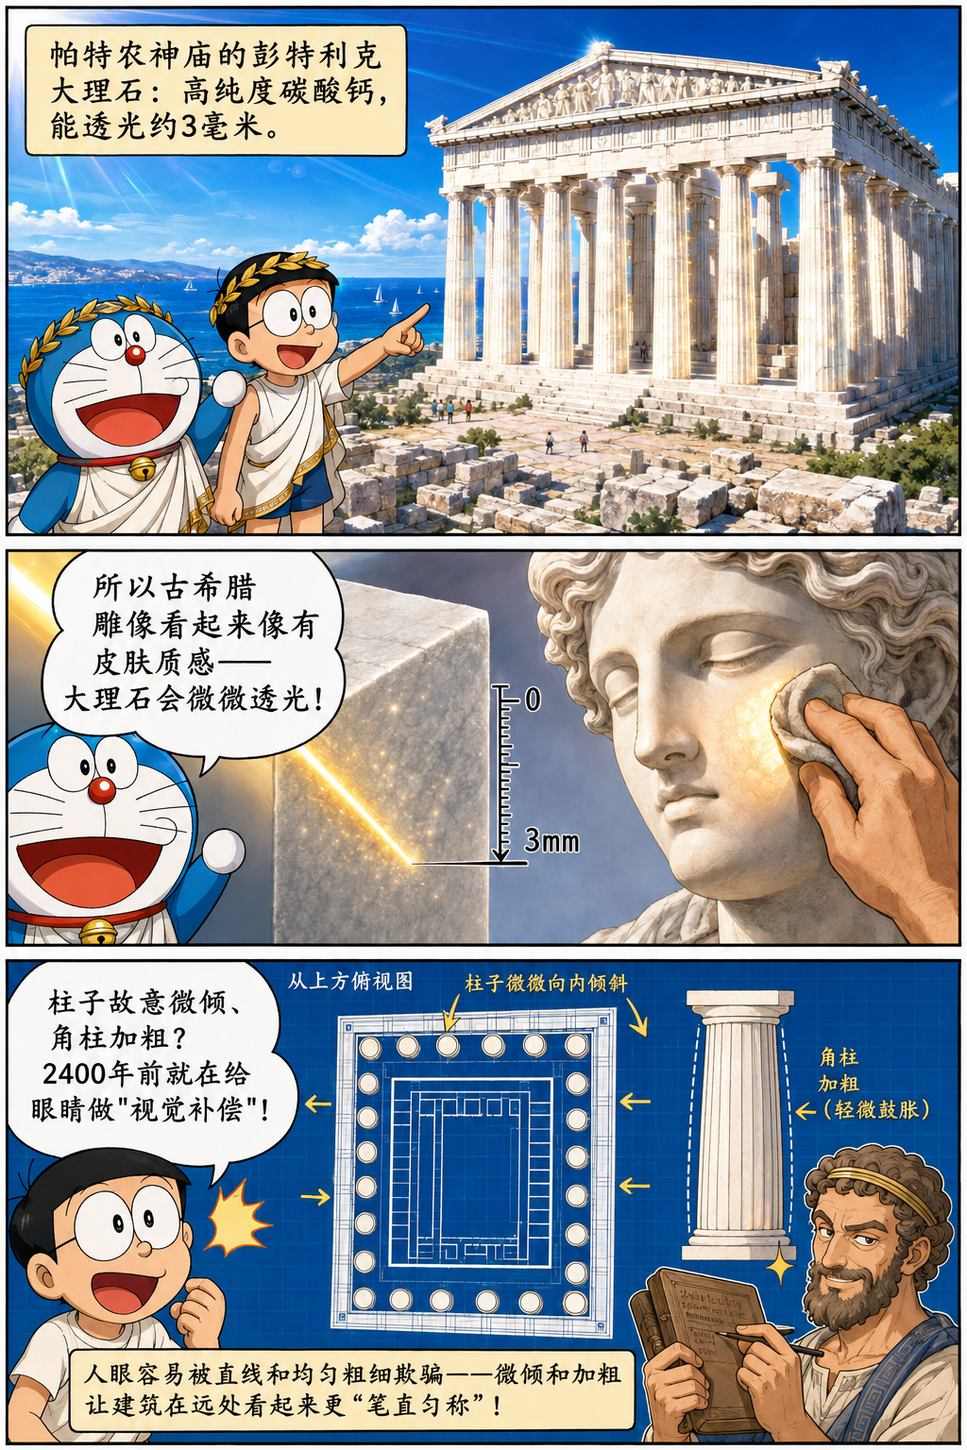 帕特农神庙的彭特利克
大理石：高纯度碳酸钙，
能透光约3毫米。
所以古希腊
雕像看起来像有
皮肤质感——
大理石会微微透光！
0
3mm
柱子故意微倾、
角柱加粗？
2400年前就在给
眼睛做"视觉补偿"！
从上方俯视图
柱子微微向内倾斜
角柱
加粗
（轻微鼓胀）
人眼容易被直线和均匀粗细欺骗——微倾和加粗
让建筑在远处看起来更“笔直匀称”！